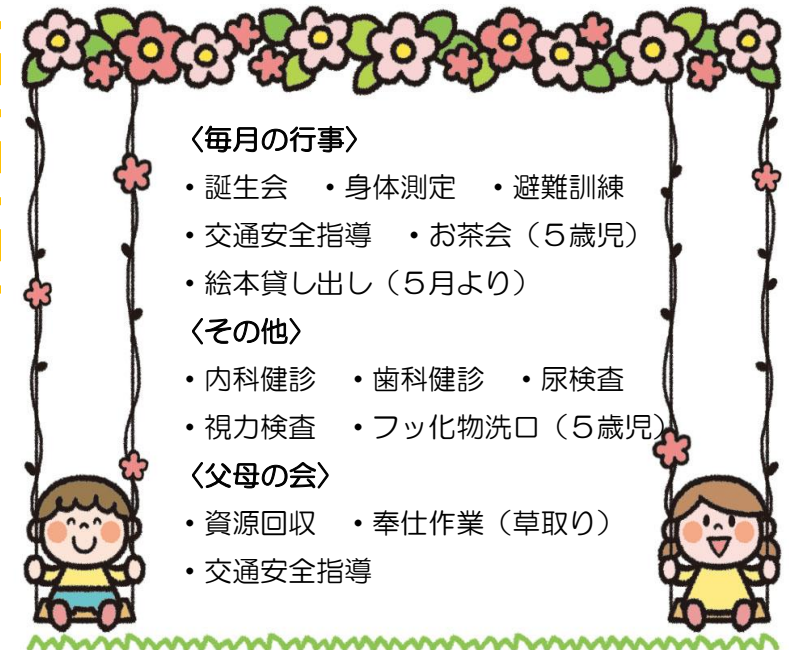 〈毎月の行事〉
・誕生会　・身体測定　・避難訓練
・交通安全指導　・お茶会（５歳児）
・絵本貸し出し（５月より）
〈その他〉
・内科健診　・歯科健診　・尿検査
・視力検査　・フッ化物洗口（５歳児）
〈父母の会〉
・資源回収　・奉仕作業（草取り）
・交通安全指導